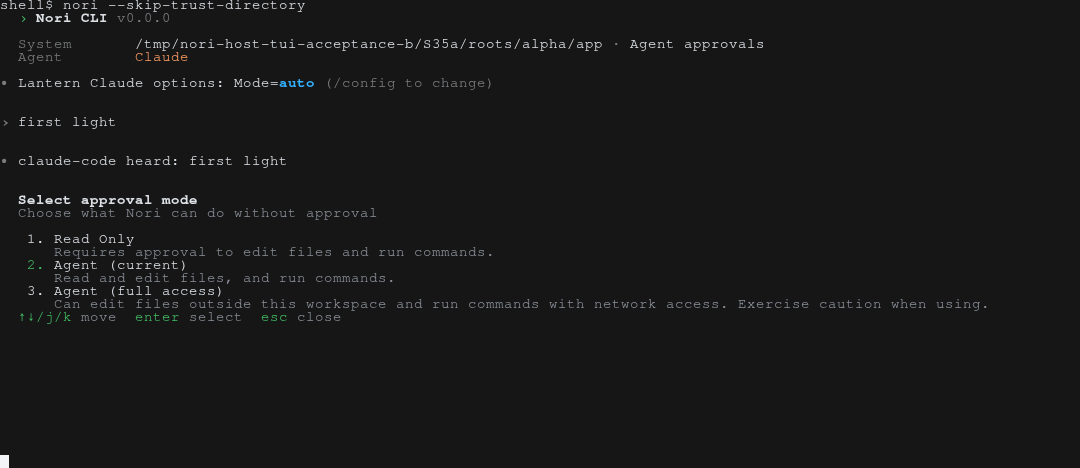 shell$ nori --skip-trust-directory
› Nori CLI v0.0.0
System /tmp/nori-host-tui-acceptance-b/S35a/roots/alpha/app · Agent approvals
Agent Claude
• Lantern Claude options: Mode=auto (/config to change)
› first light
• claude-code heard: first light
Select approval mode
Choose what Nori can do without approval
1. Read Only
Requires approval to edit files and run commands.
2. Agent (current)
Read and edit files, and run commands.
3. Agent (full access)
Can edit files outside this workspace and run commands with network access. Exercise caution when using.
↑↓/j/k move enter select esc close